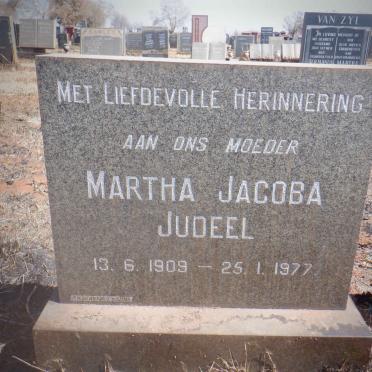 VAN ZYL
MET LIEFDEVOLLE HERINNERING
AAN ONS MOEDER
MARTHA JACOBA
JUDEEL
13. 6. 1909 — 25. 1. 1977.